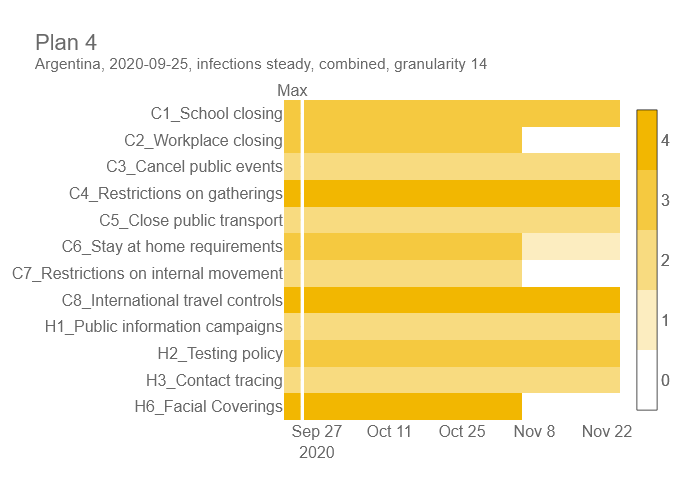 Plan 4
Argentina, 2020-09-25, infections steady, combined, granularity 14
Max
C1_School closing
C2_Workplace closing
C3_Cancel public events
C4_Restrictions on gatherings
C5_Close public transport
C6_Stay at home requirements
C7_Restrictions on internal movement
C8_International travel controls
H1_Public information campaigns
H2_Testing policy
H3_Contact tracing
H6_Facial Coverings
4
3
2
1
0
Sep 27 Oct 11 Oct 25 Nov 8 Nov 22
2020